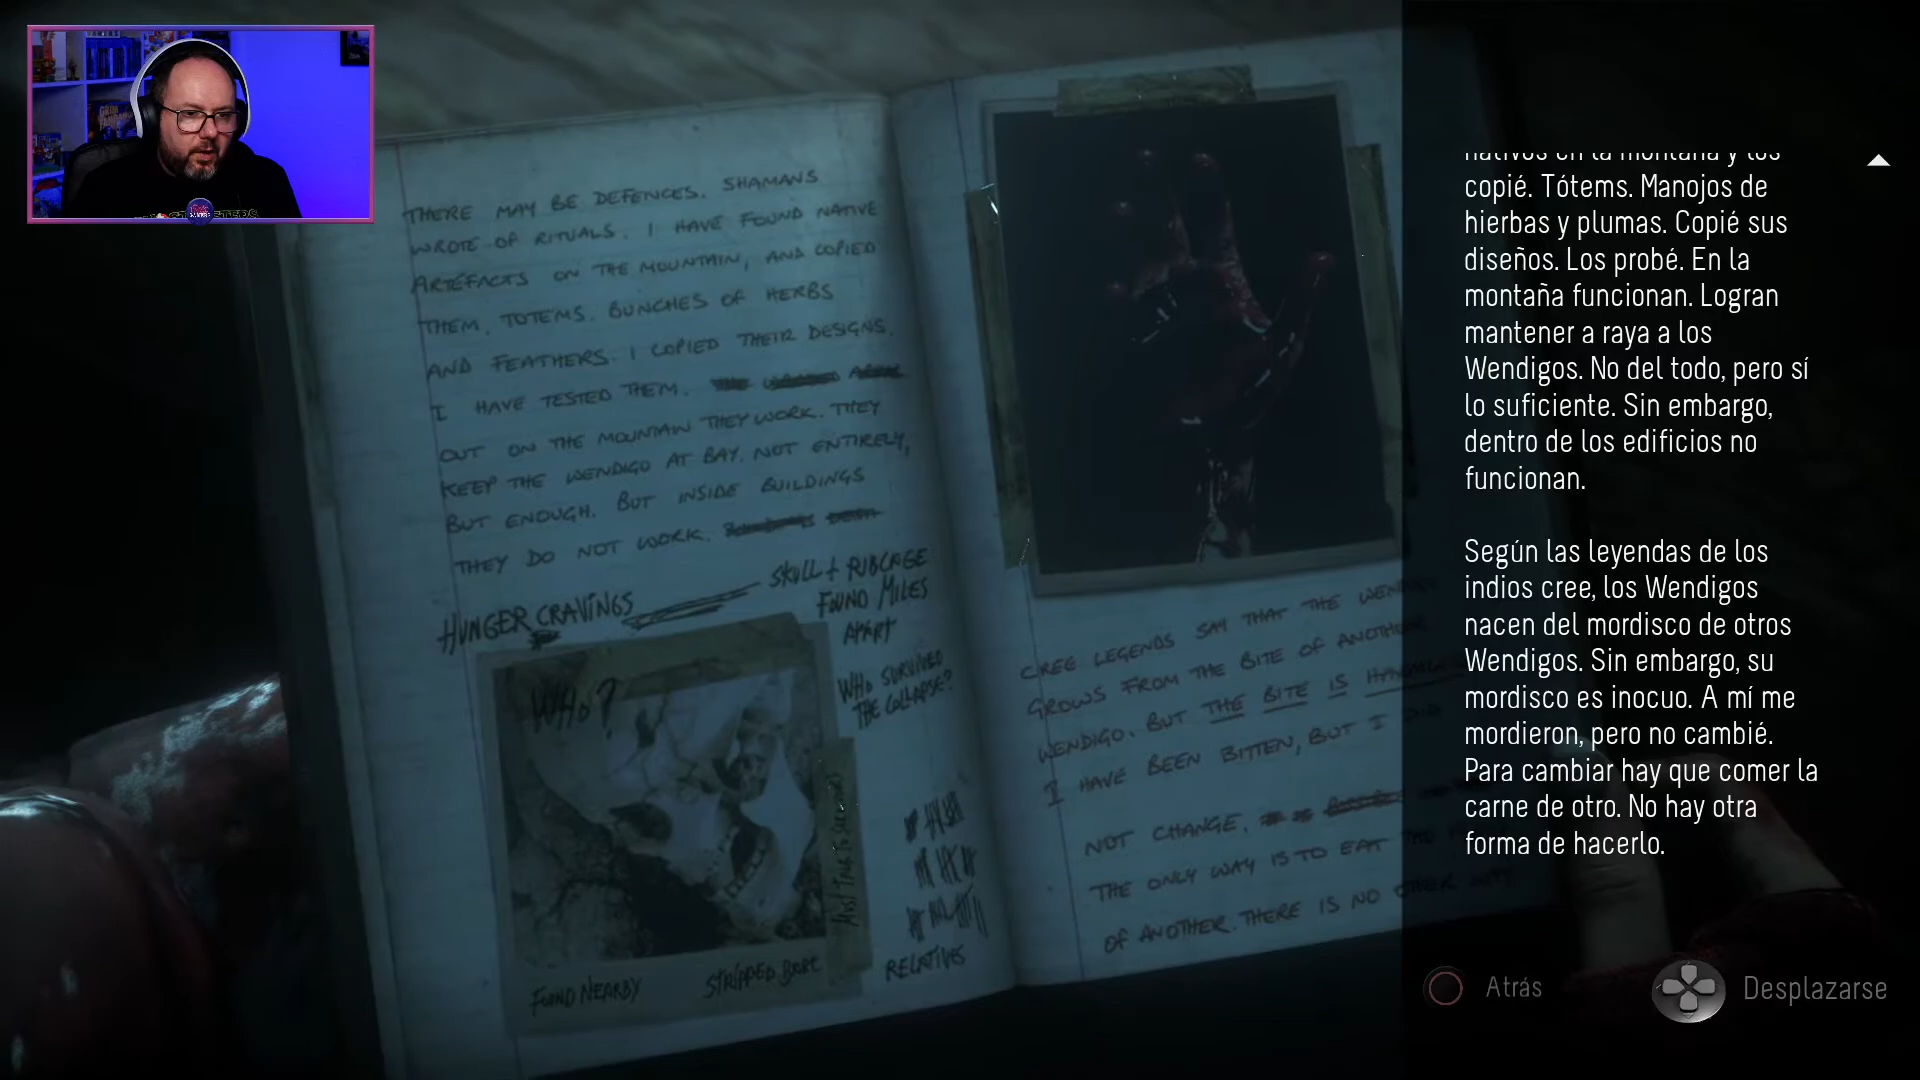 THERE MAY BE DEFENCES. SHAMANS
WROTE OF RITUALS. I HAVE FOUND NATIVE
ARTEFACTS ON THE MOUNTAIN, AND COPIED
THEM. TOTEMS. BUNCHES OF HERBS
AND FEATHERS. I COPIED THEIR DESIGNS.
I HAVE TESTED THEM.
OUT ON THE MOUNTAIN THEY WORK. THEY
KEEP THE WENDIGO AT BAY. NOT ENTIRELY,
BUT ENOUGH. BUT INSIDE BUILDINGS
THEY DO NOT WORK.
HUNGER CRAVINGS
SKULL + RIBCAGE
FOUND MILES
APART
WHO SURVIVED
THE COLLAPSE?
WHO?
FOUND NEARBY
STRIPPED BARE
RELATIVES
CREE LEGENDS SAY THAT THE
GROWS FROM THE BITE OF ANOTHER
WENDIGO. BUT THE BITE IS
I HAVE BEEN BITTEN, BUT I DID
NOT CHANGE.
THE ONLY WAY IS TO EAT THE
OF ANOTHER. THERE IS NO OTHER WAY
nativos en la montaña y los
copié. Tótems. Manojos de
hierbas y plumas. Copié sus
diseños. Los probé. En la
montaña funcionan. Logran
mantener a raya a los
Wendigos. No del todo, pero sí
lo suficiente. Sin embargo,
dentro de los edificios no
funcionan.
Según las leyendas de los
indios cree, los Wendigos
nacen del mordisco de otros
Wendigos. Sin embargo, su
mordisco es inocuo. A mí me
mordieron, pero no cambié.
Para cambiar hay que comer la
carne de otro. No hay otra
forma de hacerlo.
Atrás
Desplazarse